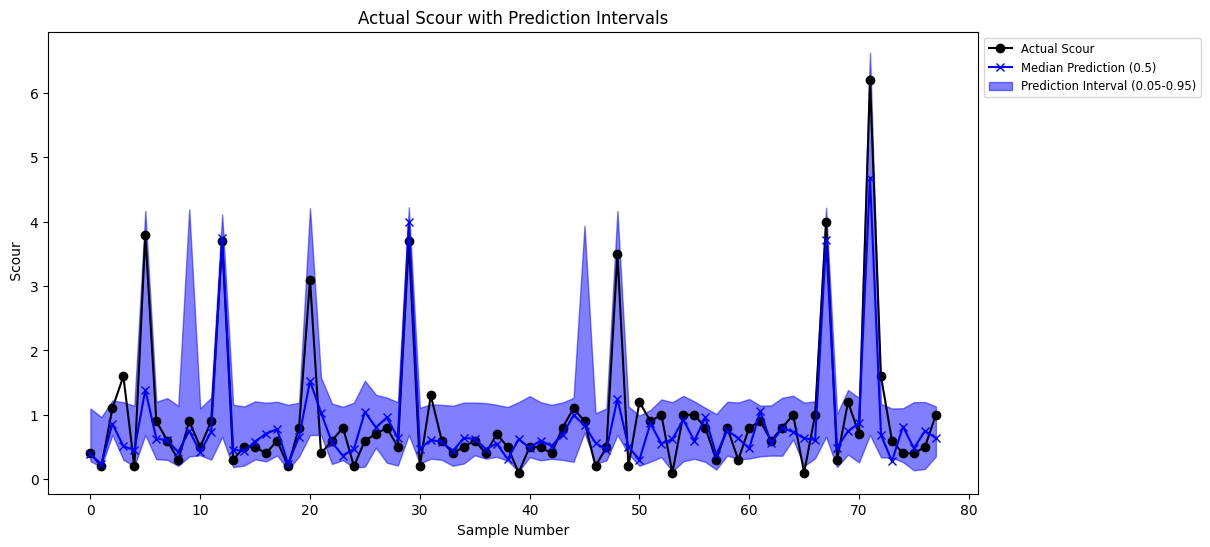 Actual Scour with Prediction Intervals
Actual Scour
Median Prediction (0.5)
Prediction Interval (0.05-0.95)
Scour
6
5
4
3
2
1
0
0 10 20 30 40 50 60 70 80
Sample Number